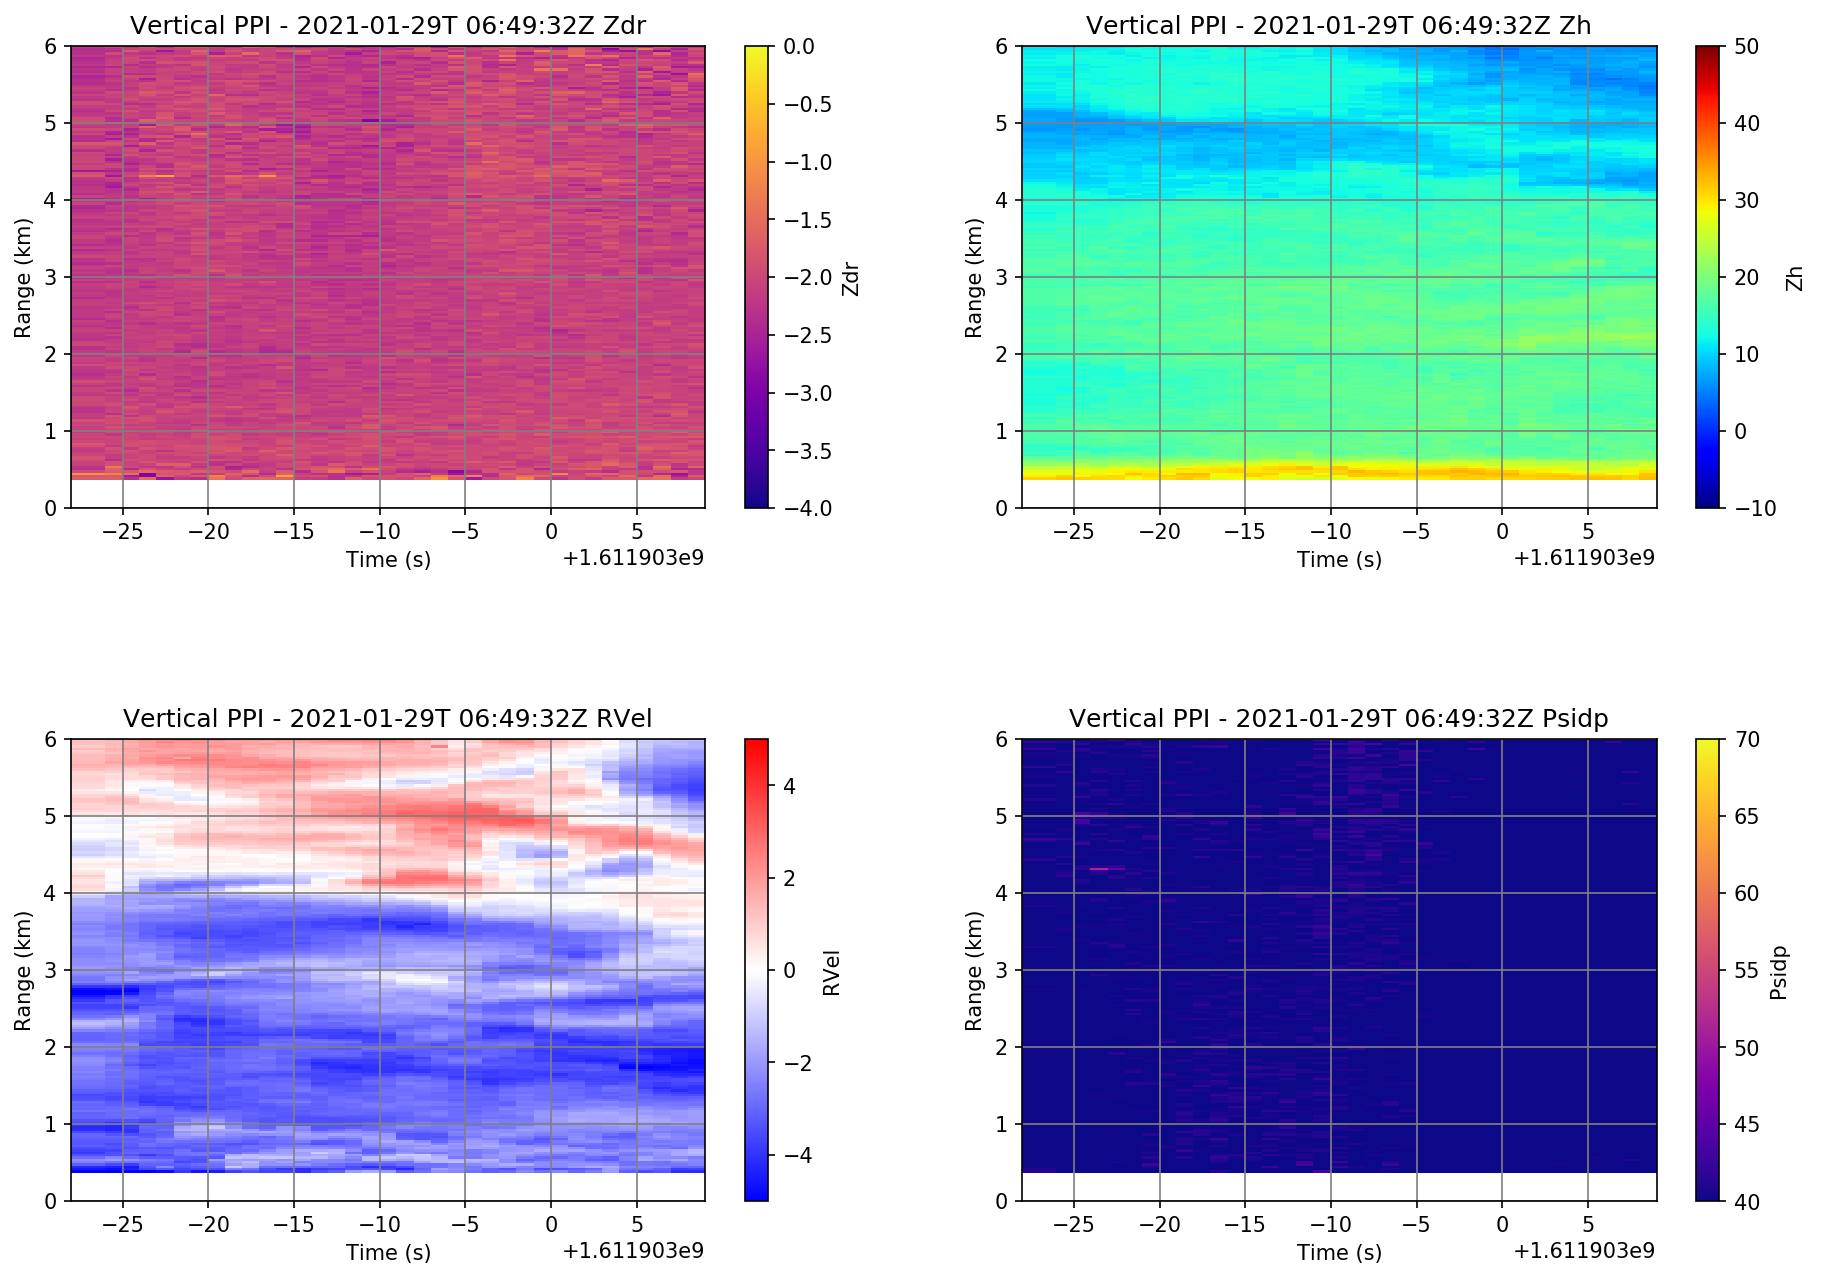 Vertical PPI - 2021-01-29T 06:49:32Z Zdr
6
5
4
3
2
1
0
Range (km)
−25 −20 −15 −10 −5 0 5
Time (s)
+1.611903e9
0.0
−0.5
−1.0
−1.5
−2.0
−2.5
−3.0
−3.5
−4.0
Zdr
Vertical PPI - 2021-01-29T 06:49:32Z Zh
6
5
4
3
2
1
0
Range (km)
−25 −20 −15 −10 −5 0 5
Time (s)
+1.611903e9
50
40
30
20
10
0
−10
Zh
Vertical PPI - 2021-01-29T 06:49:32Z RVel
6
5
4
3
2
1
0
Range (km)
−25 −20 −15 −10 −5 0 5
Time (s)
+1.611903e9
4
2
0
−2
−4
RVel
Vertical PPI - 2021-01-29T 06:49:32Z Psidp
6
5
4
3
2
1
0
Range (km)
−25 −20 −15 −10 −5 0 5
Time (s)
+1.611903e9
70
65
60
55
50
45
40
Psidp